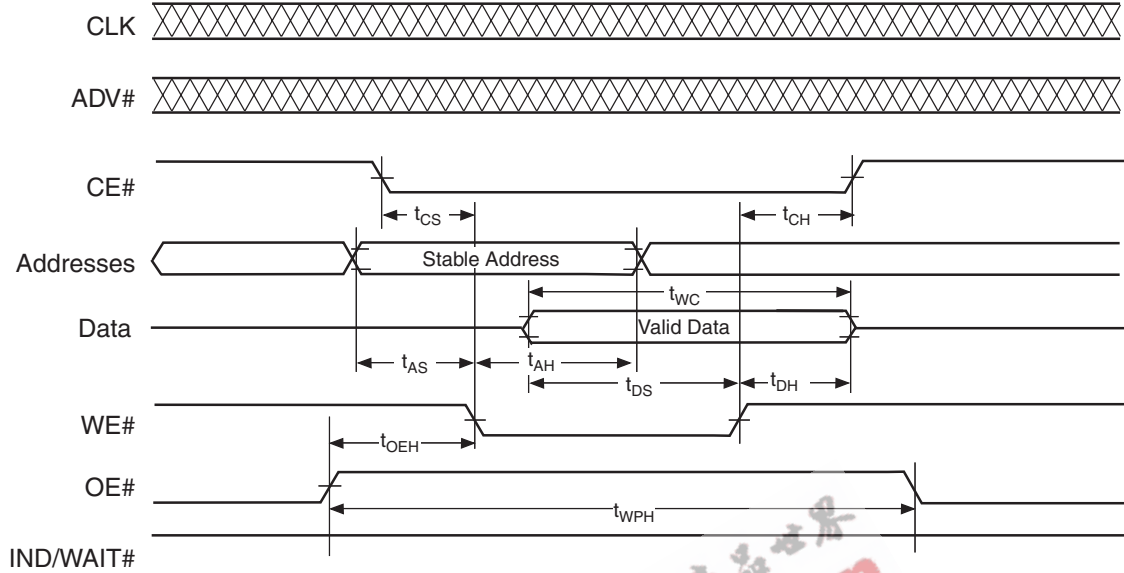 CLK
ADV#
CE#
tCS
tCH
Addresses
Stable Address
tWC
Data
Valid Data
tAS
tAH
tDS
tDH
WE#
tOEH
OE#
tWPH
IND/WAIT#